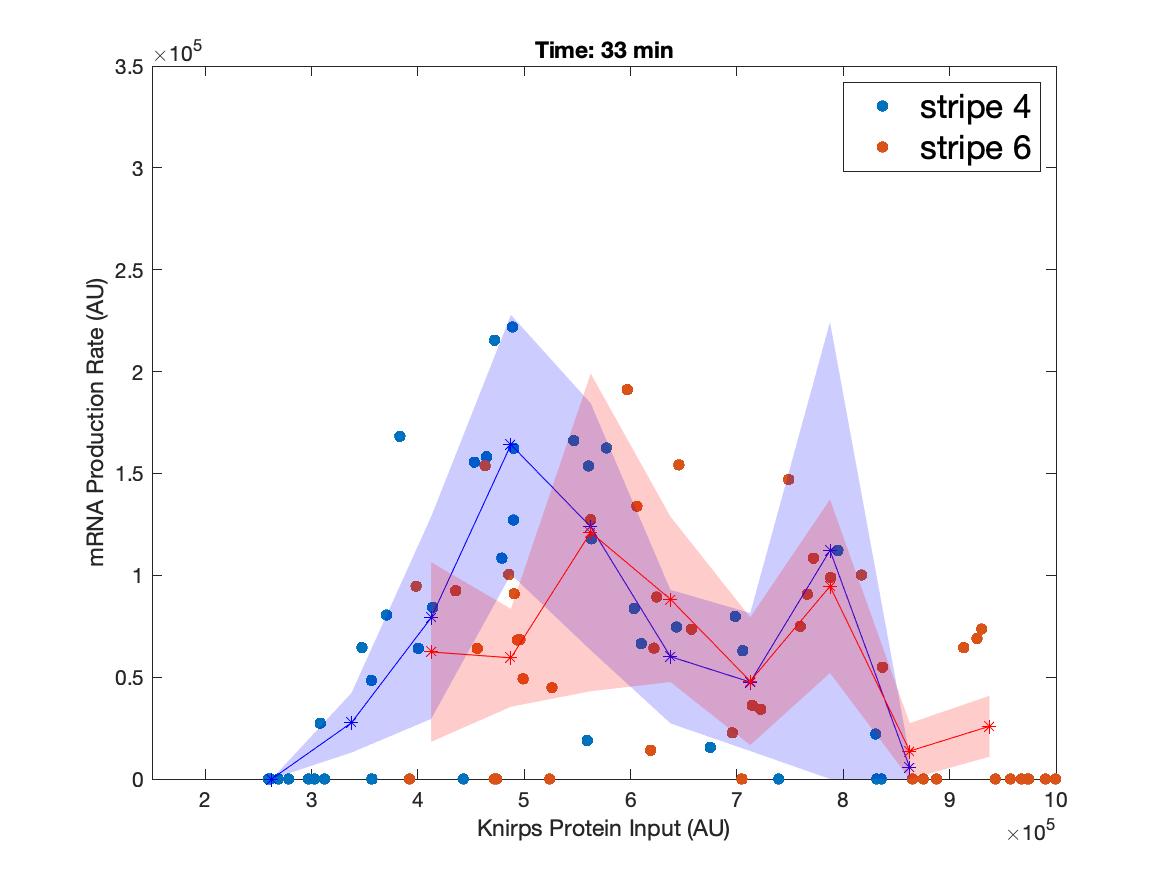 Time: 33 min
×10⁵
3.5
3
2.5
2
1.5
1
0.5
0
mRNA Production Rate (AU)
stripe 4
stripe 6
2 3 4 5 6 7 8 9 10
Knirps Protein Input (AU)
×10⁵